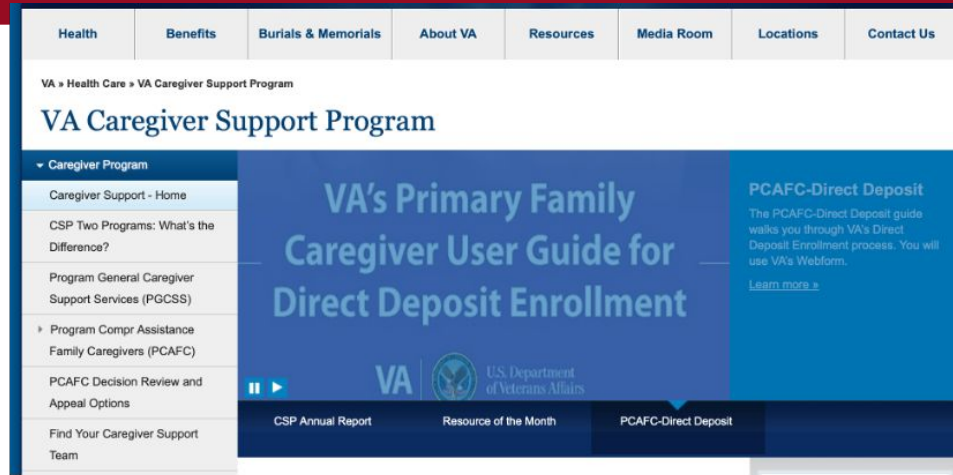 Health Benefits Burials & Memorials About VA Resources Media Room Locations Contact Us
VA » Health Care » VA Caregiver Support Program
VA Caregiver Support Program
Caregiver Program
Caregiver Support - Home
CSP Two Programs: What's the
Difference?
Program General Caregiver
Support Services (PGCSS)
Program Compr Assistance
Family Caregivers (PCAFC)
PCAFC Decision Review and
Appeal Options
Find Your Caregiver Support
Team
VA's Primary Family
Caregiver User Guide for
Direct Deposit Enrollment
VA
U.S. Department
of Veterans Affairs
PCAFC-Direct Deposit
The PCAFC-Direct Deposit guide
walks you through VA's Direct
Deposit Enrollment process. You will
use VA's Webform.
Learn more »
CSP Annual Report Resource of the Month PCAFC-Direct Deposit